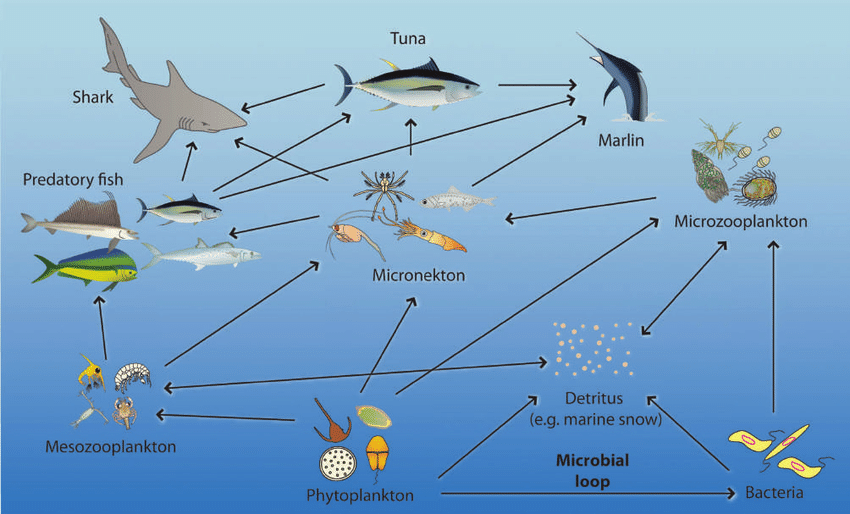 Tuna
Shark
Marlin
Predatory fish
Microzooplankton
Micronekton
Detritus
(e.g. marine snow)
Mesozooplankton
Microbial
loop
Phytoplankton
Bacteria